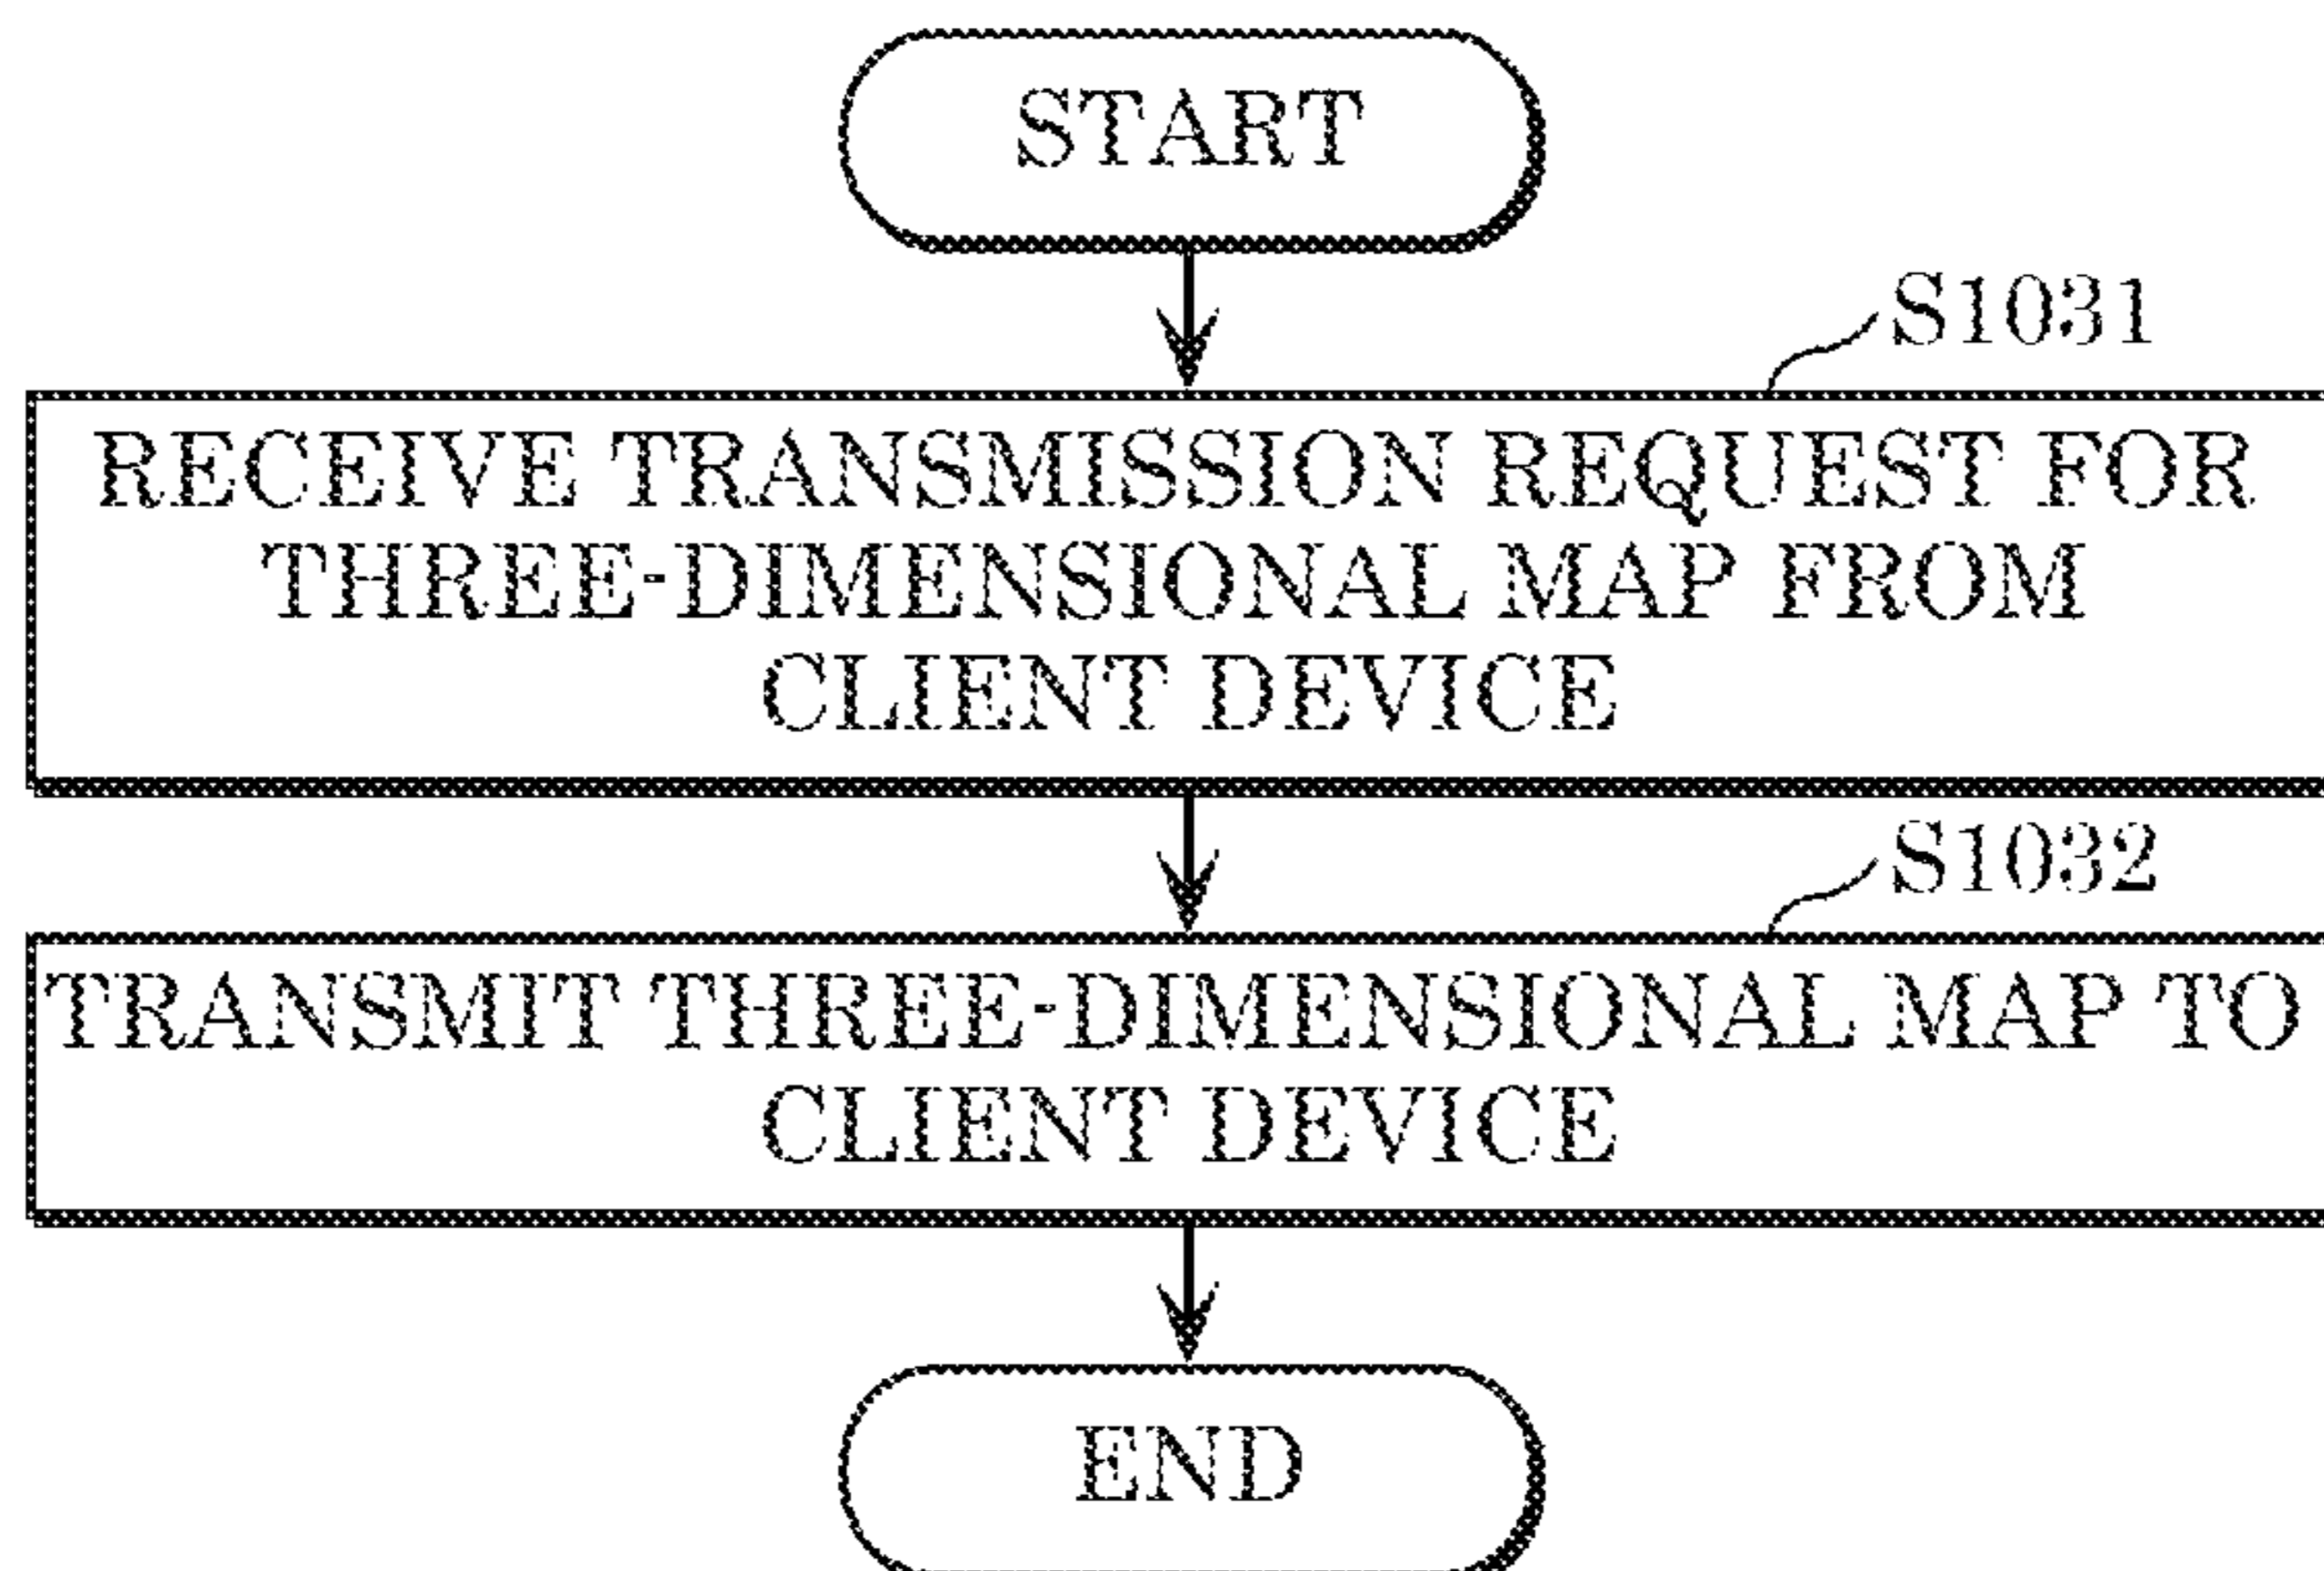 START
S1031
RECEIVE TRANSMISSION REQUEST FOR
THREE-DIMENSIONAL MAP FROM
CLIENT DEVICE
S1032
TRANSMIT THREE-DIMENSIONAL MAP TO
CLIENT DEVICE
END